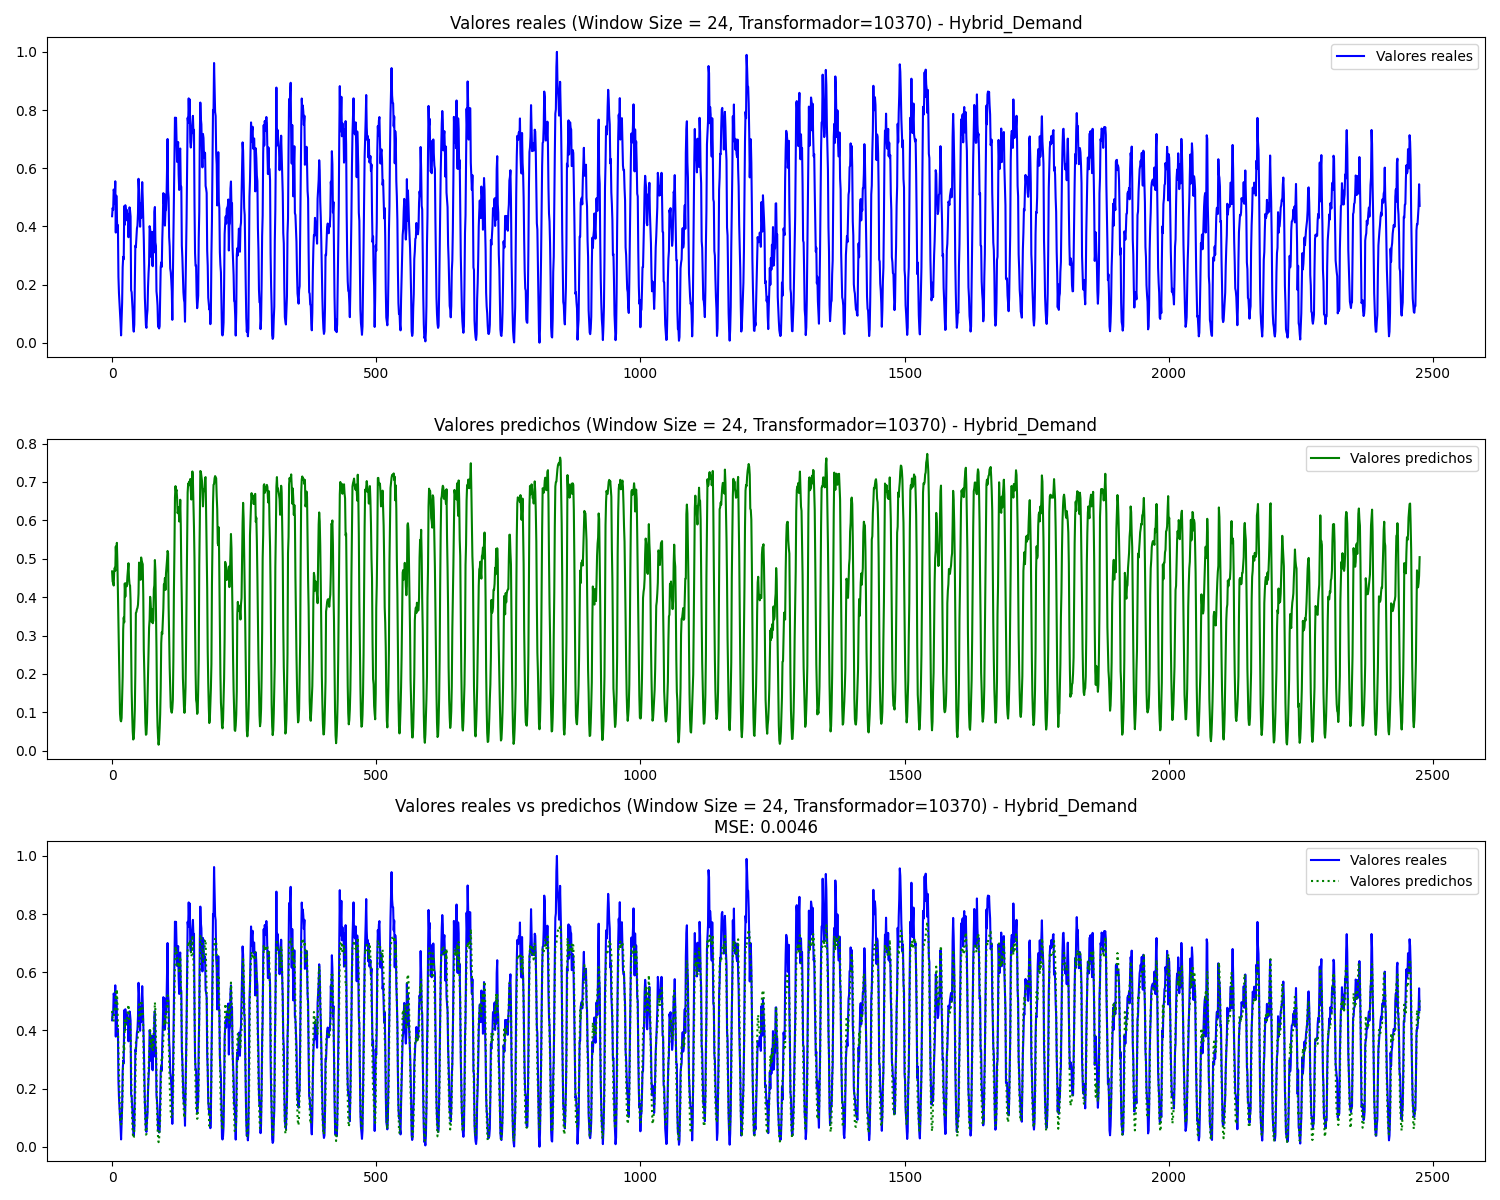 Valores reales (Window Size = 24, Transformador=10370) - Hybrid_Demand
Valores reales
1.0
0.8
0.6
0.4
0.2
0.0
0 500 1000 1500 2000 2500
Valores predichos (Window Size = 24, Transformador=10370) - Hybrid_Demand
Valores predichos
0.8
0.7
0.6
0.5
0.4
0.3
0.2
0.1
0.0
0 500 1000 1500 2000 2500
Valores reales vs predichos (Window Size = 24, Transformador=10370) - Hybrid_Demand
MSE: 0.0046
Valores reales
Valores predichos
1.0
0.8
0.6
0.4
0.2
0.0
0 500 1000 1500 2000 2500